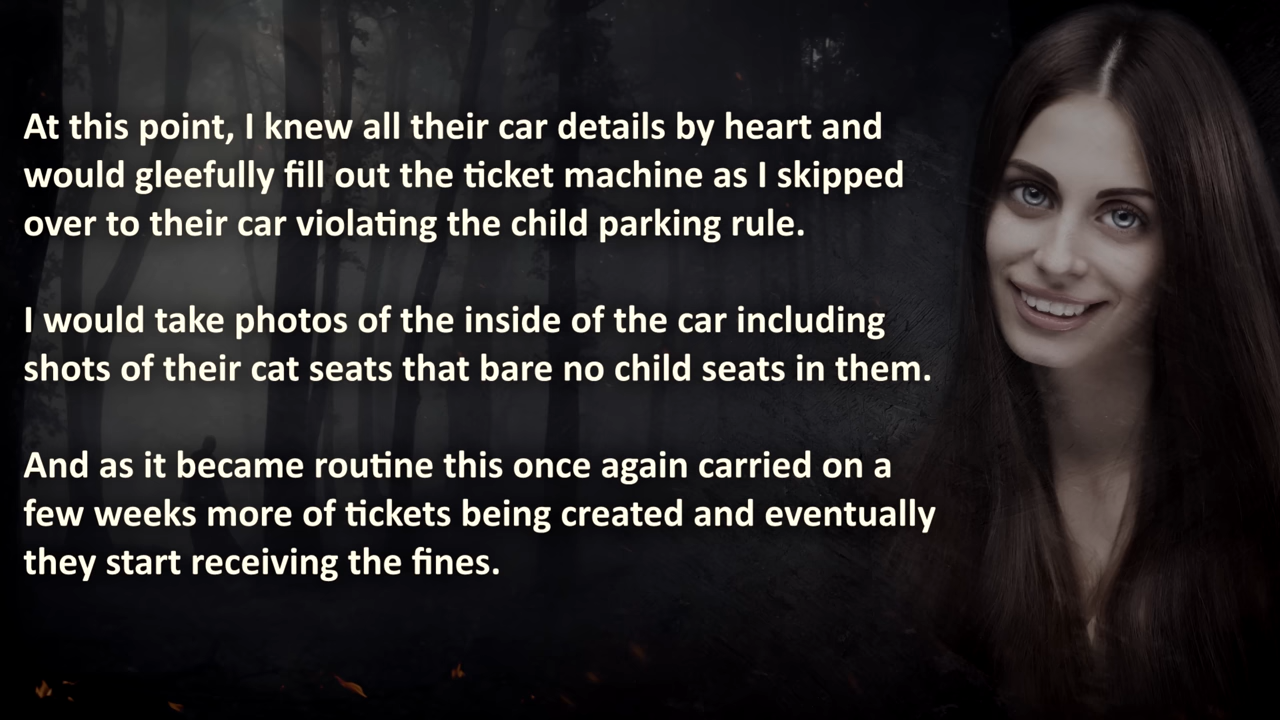 At this point, I knew all their car details by heart and
would gleefully fill out the ticket machine as I skipped
over to their car violating the child parking rule.
I would take photos of the inside of the car including
shots of their cat seats that bare no child seats in them.
And as it became routine this once again carried on a
few weeks more of tickets being created and eventually
they start receiving the fines.